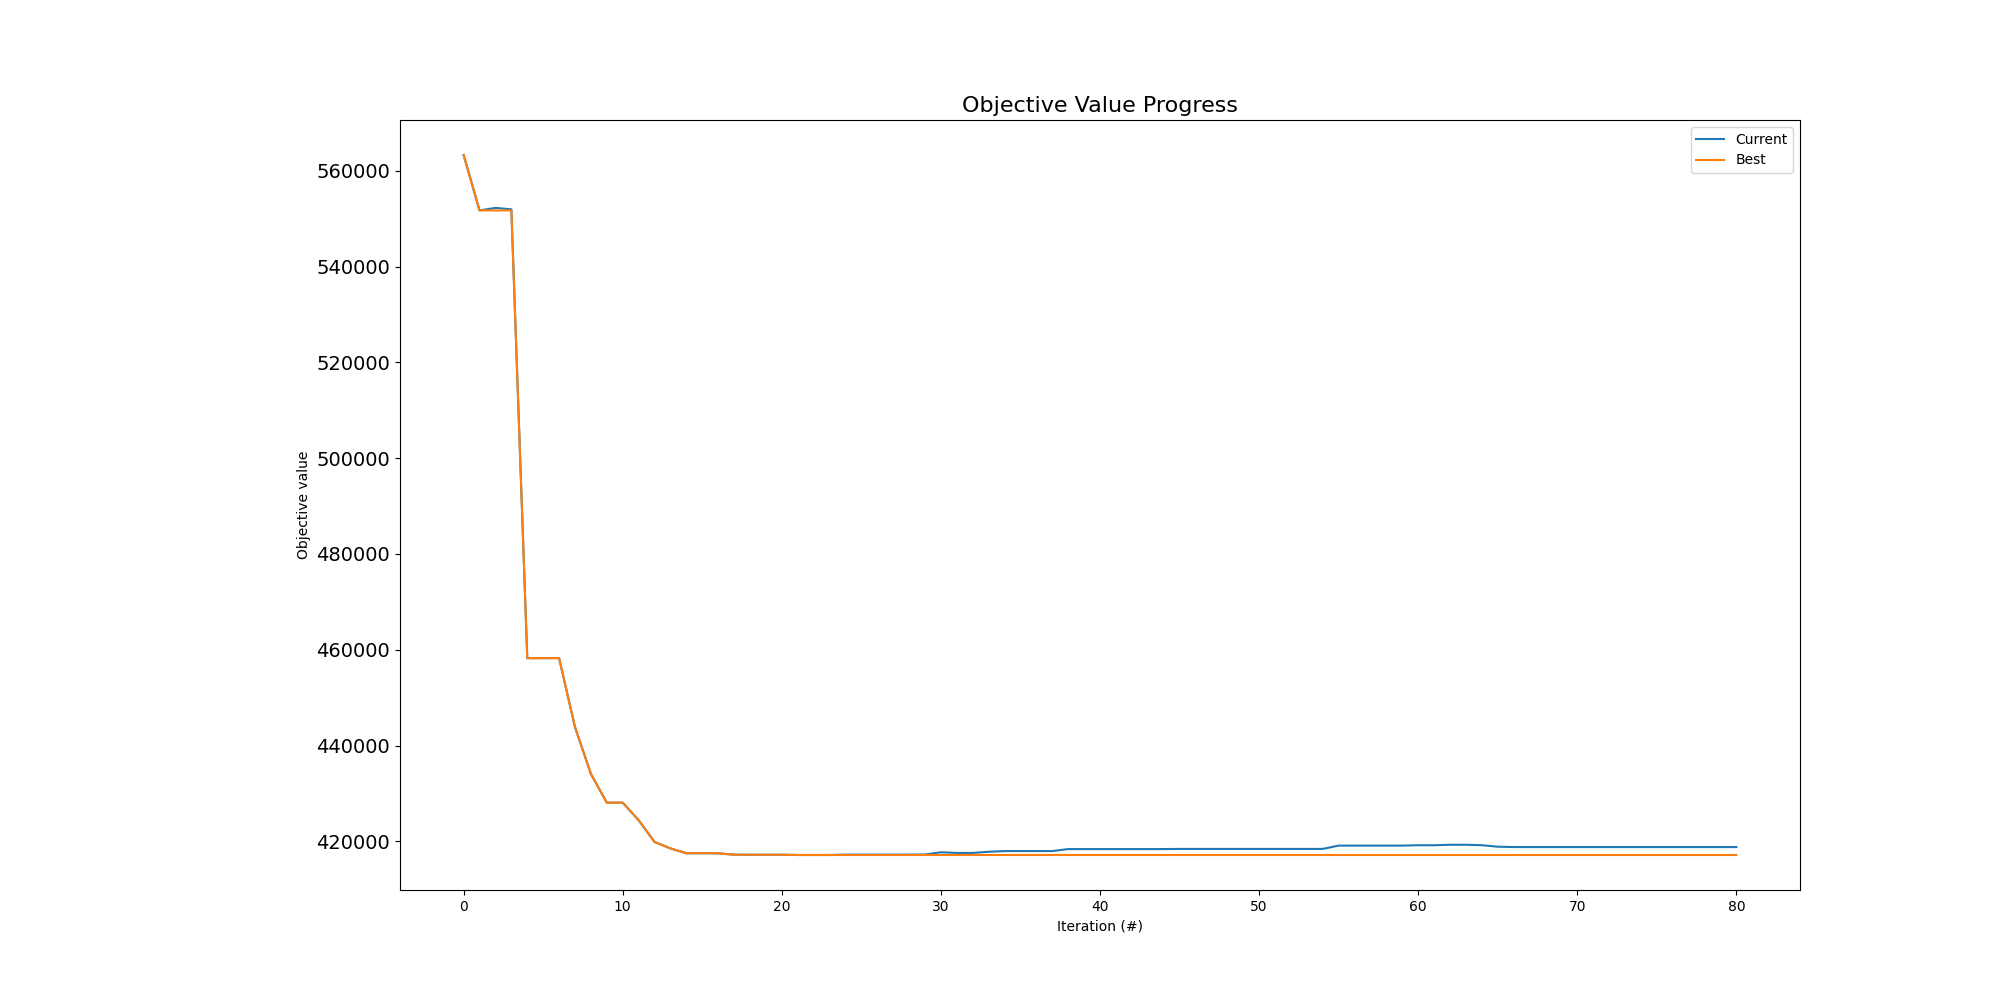 Objective Value Progress
Current
Best
560000
540000
520000
500000
480000
460000
440000
420000
Objective value
0 10 20 30 40 50 60 70 80
Iteration (#)